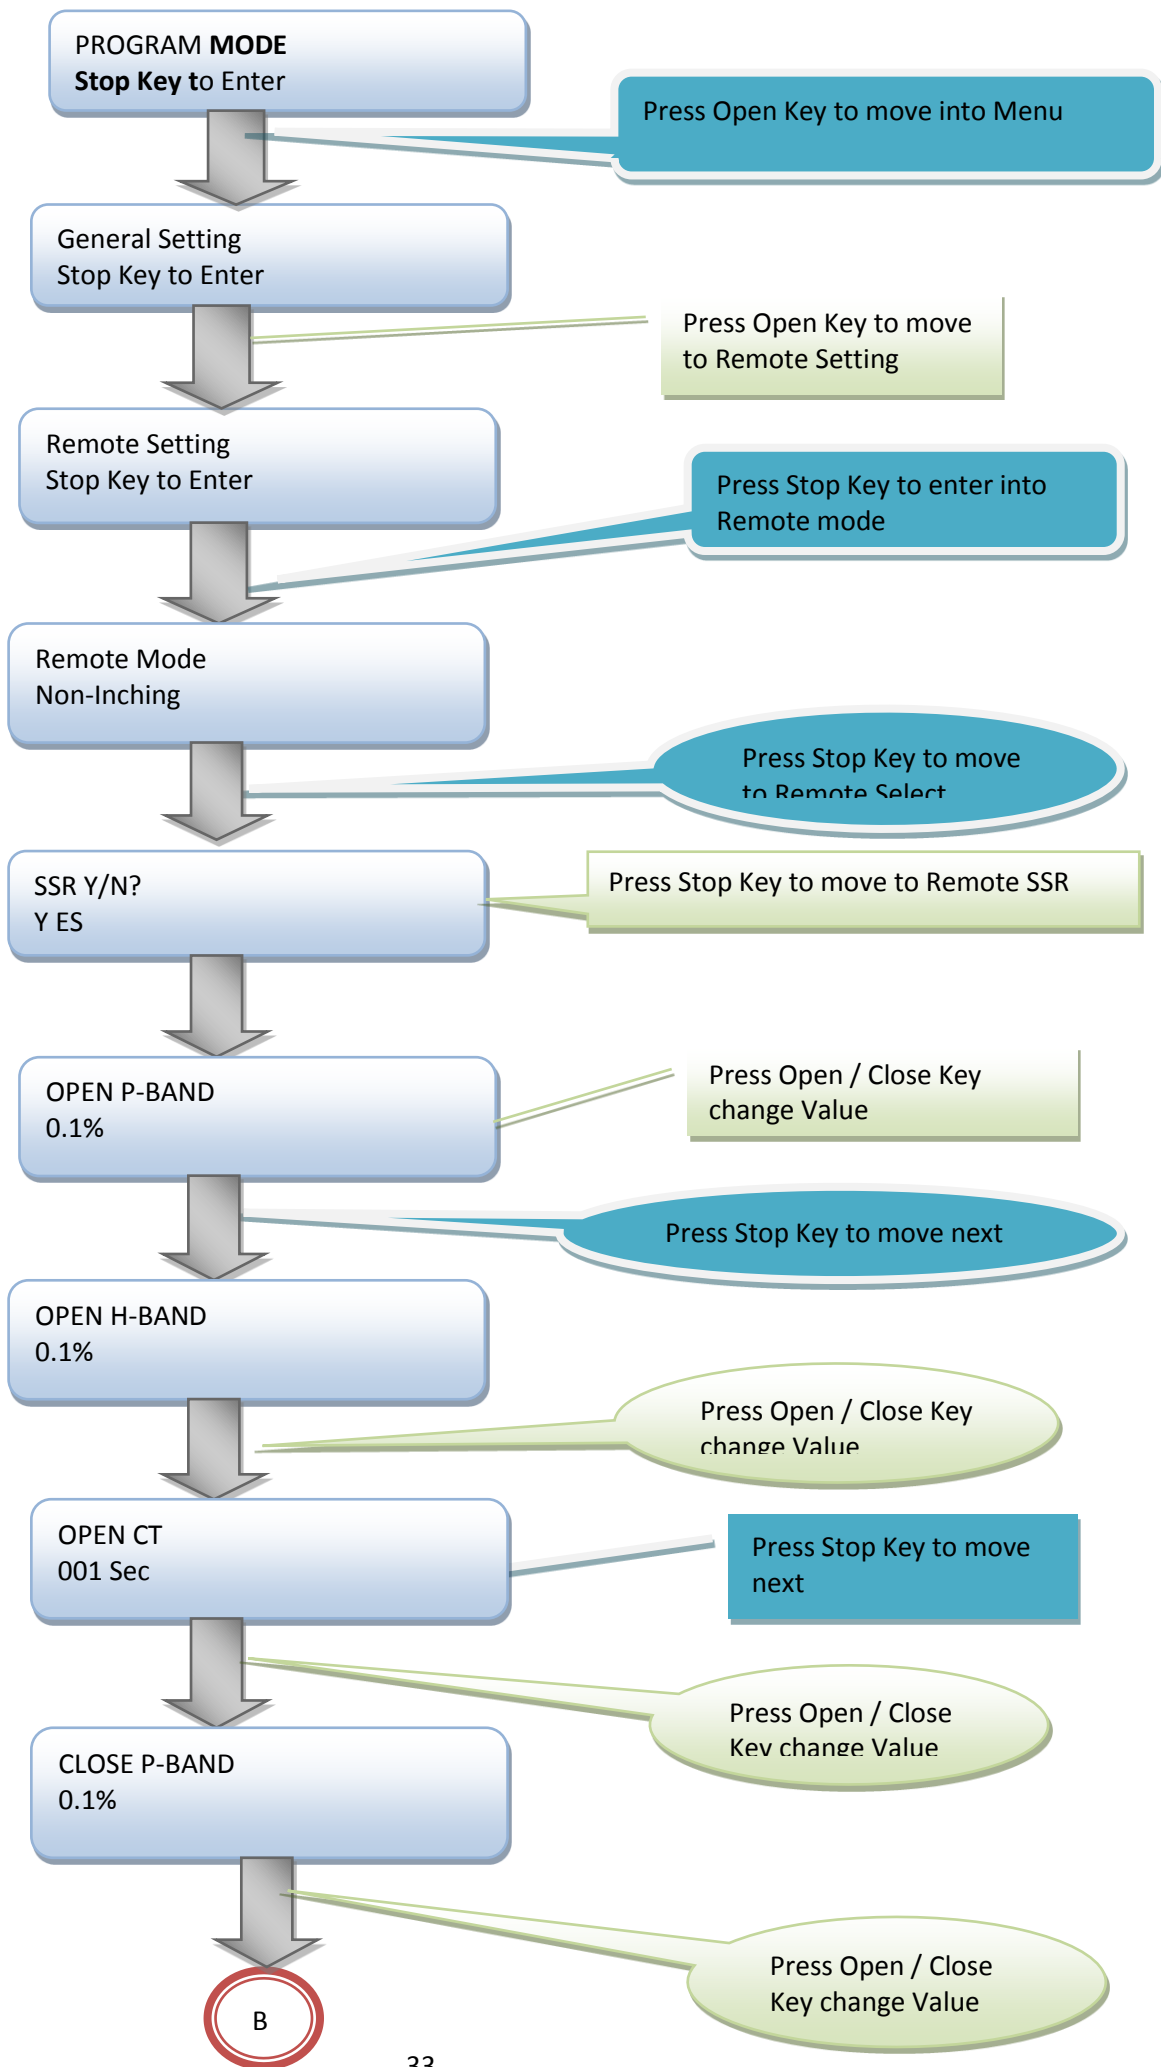 PROGRAM MODE
Stop Key to Enter
Press Open Key to move into Menu
General Setting
Stop Key to Enter
Press Open Key to move
to Remote Setting
Remote Setting
Stop Key to Enter
Press Stop Key to enter into
Remote mode
Remote Mode
Non-Inching
Press Stop Key to move
to Remote Select
SSR Y/N?
Y ES
Press Stop Key to move to Remote SSR
OPEN P-BAND
0.1%
Press Open / Close Key
change Value
Press Stop Key to move next
OPEN H-BAND
0.1%
Press Open / Close Key
change Value
OPEN CT
001 Sec
Press Stop Key to move
next
Press Open / Close
Key change Value
CLOSE P-BAND
0.1%
Press Open / Close
Key change Value
B
33